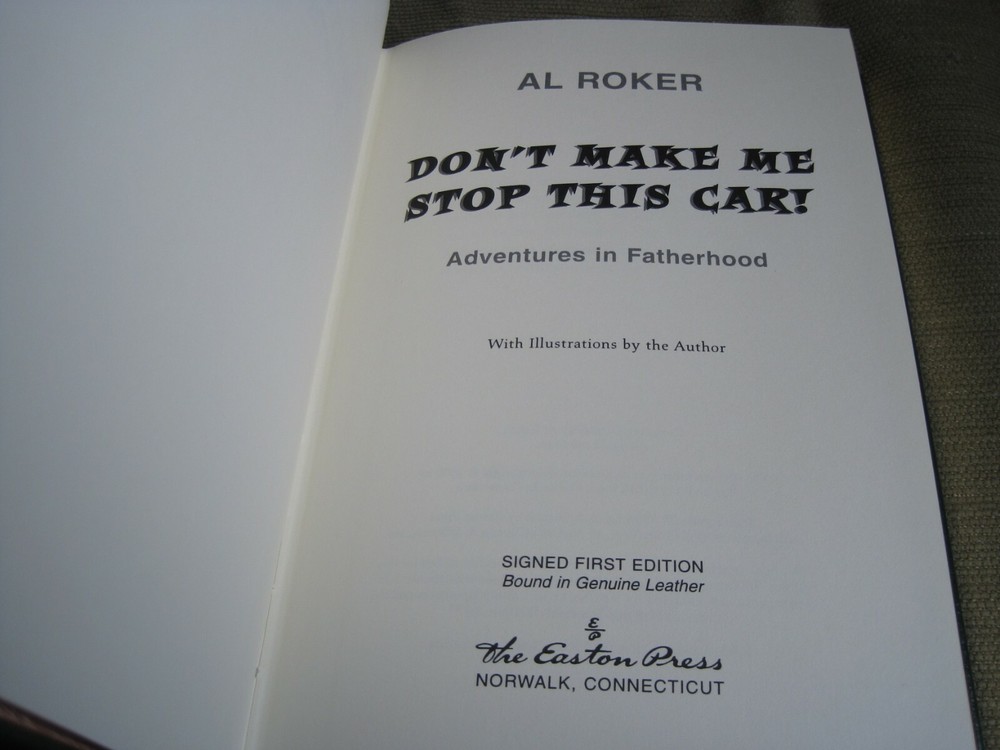 AL ROKER
DON'T MAKE ME
STOP THIS CAR!
Adventures in Fatherhood
With Illustrations by the Author
SIGNED FIRST EDITION
Bound in Genuine Leather
E
P
The Easton Press
NORWALK, CONNECTICUT